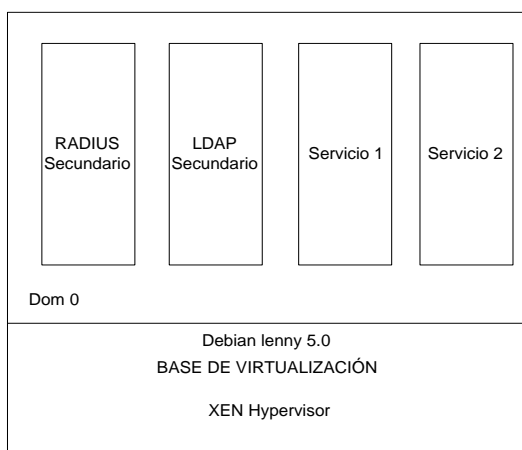 RADIUS
Secundario
LDAP
Secundario
Servicio 1
Servicio 2
Dom 0
Debian lenny 5.0
BASE DE VIRTUALIZACIÓN
XEN Hypervisor